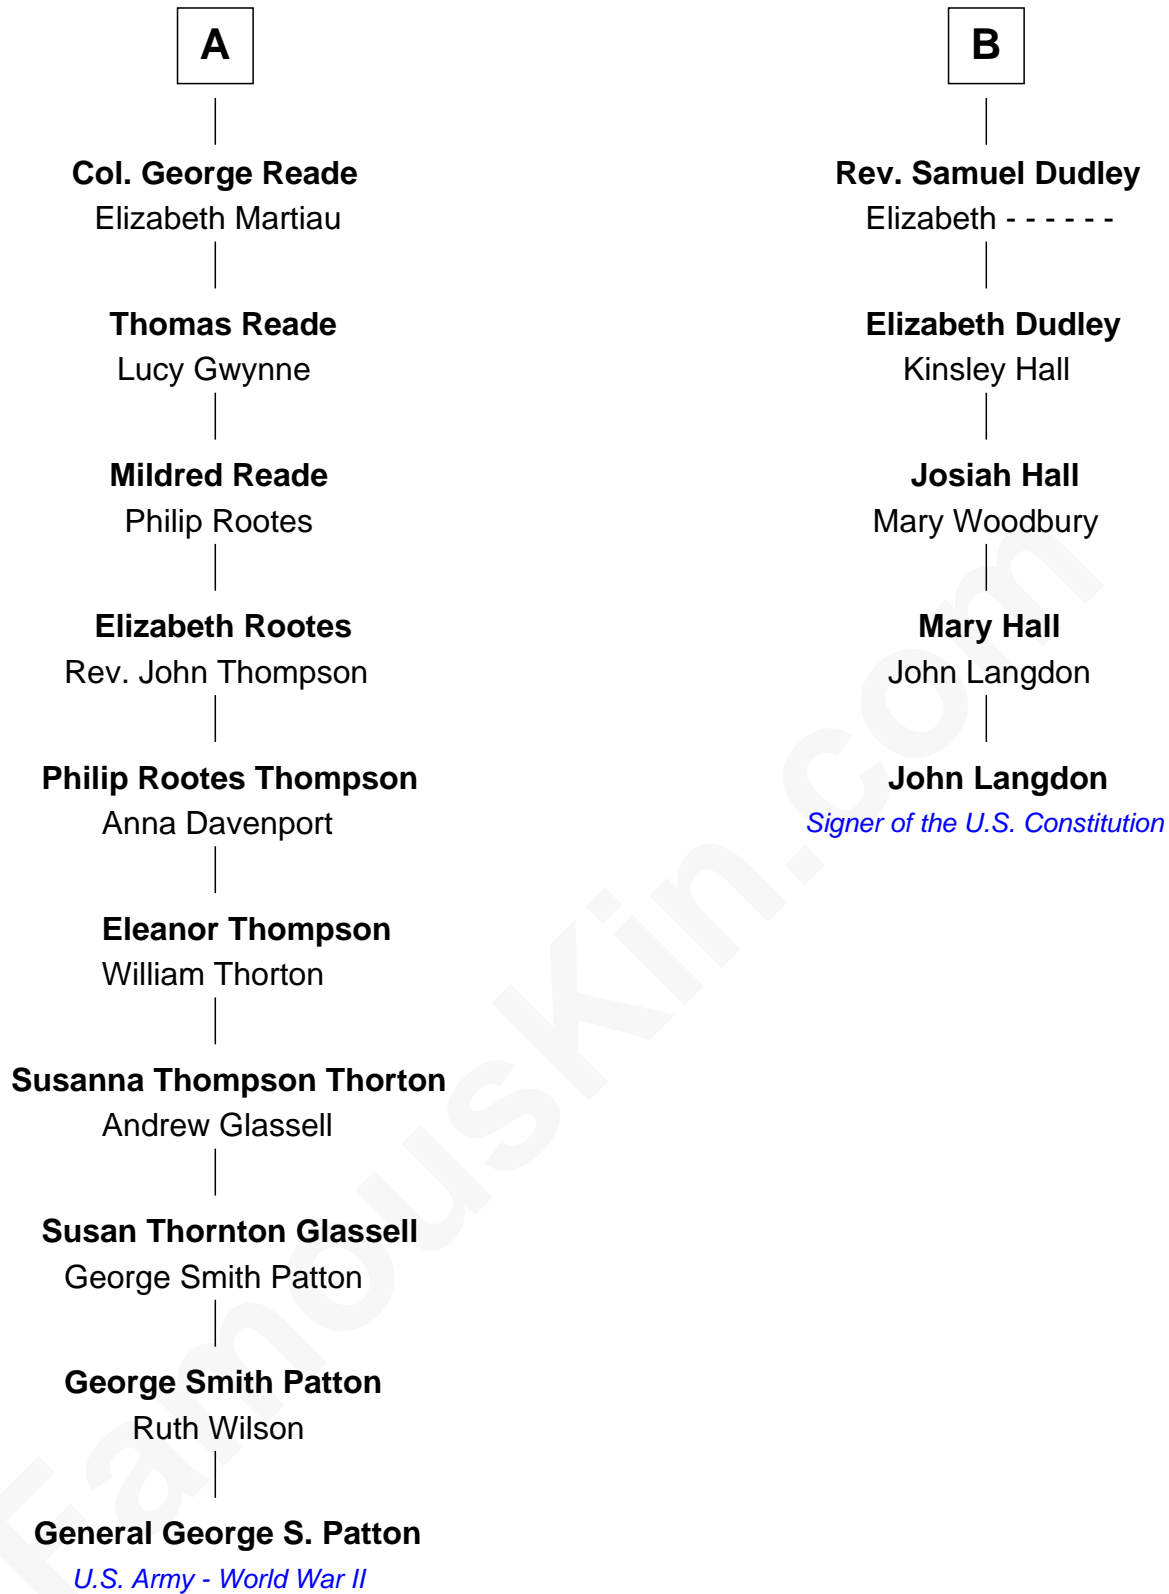 A
Col. George Reade
Elizabeth Martiau
Thomas Reade
Lucy Gwynne
Mildred Reade
Philip Rootes
Elizabeth Rootes
Rev. John Thompson
Philip Rootes Thompson
Anna Davenport
Eleanor Thompson
William Thorton
Susanna Thompson Thorton
Andrew Glassell
Susan Thornton Glassell
George Smith Patton
George Smith Patton
Ruth Wilson
General George S. Patton
U.S. Army - World War II
B
Rev. Samuel Dudley
Elizabeth - - - - - -
Elizabeth Dudley
Kinsley Hall
Josiah Hall
Mary Woodbury
Mary Hall
John Langdon
John Langdon
Signer of the U.S. Constitution
FamousKin.com